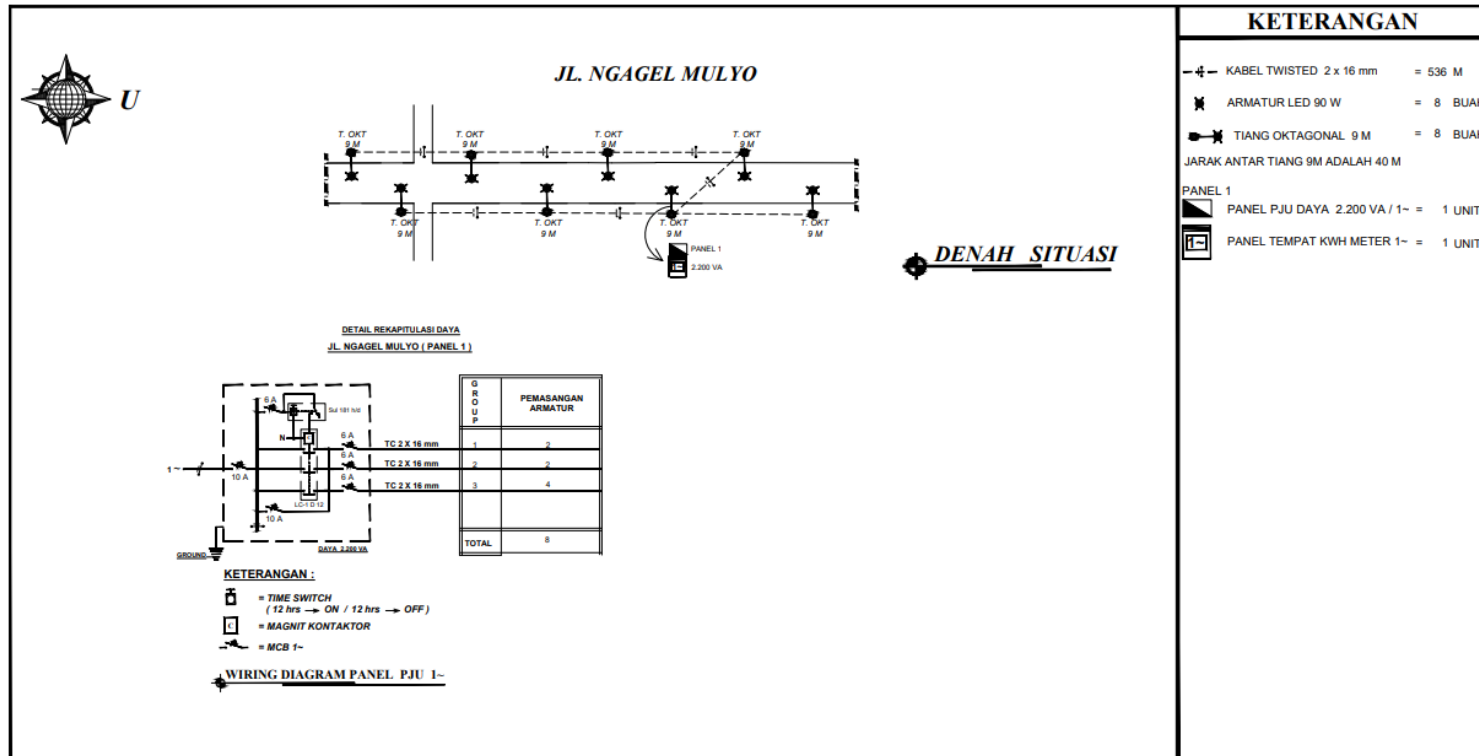 KETERANGAN
KABEL TWISTED 2 x 16 mm = 536 M
ARMATUR LED 90 W = 8 BUAH
TIANG OKTAGONAL 9 M = 8 BUAH
JARAK ANTAR TIANG 9M ADALAH 40 M
PANEL 1
PANEL PJU DAYA 2.200 VA / 1~ = 1 UNIT
1~ PANEL TEMPAT KWH METER 1~ = 1 UNIT
U
JL. NGAGEL MULYO
T. OKT
9 M
T. OKT
9 M
T. OKT
9 M
T. OKT
9 M
T. OKT
9 M
T. OKT
9 M
T. OKT
9 M
T. OKT
9 M
PANEL 1
1~ 2.200 VA
DENAH SITUASI
DETAIL REKAPITULASI DAYA
JL. NGAGEL MULYO ( PANEL 1 )
6 A
Sul 181 h/d
N
C
1~
10 A
6 A
TC 2 X 16 mm
6 A
TC 2 X 16 mm
6 A
TC 2 X 16 mm
LC-1 D 12
10 A
GROUND
DAYA 2.200 VA
GROUP PEMASANGAN
ARMATUR
1 2
2 2
3 4
TOTAL 8
KETERANGAN :
= TIME SWITCH
( 12 hrs → ON / 12 hrs → OFF )
C = MAGNIT KONTAKTOR
= MCB 1~
WIRING DIAGRAM PANEL PJU 1~